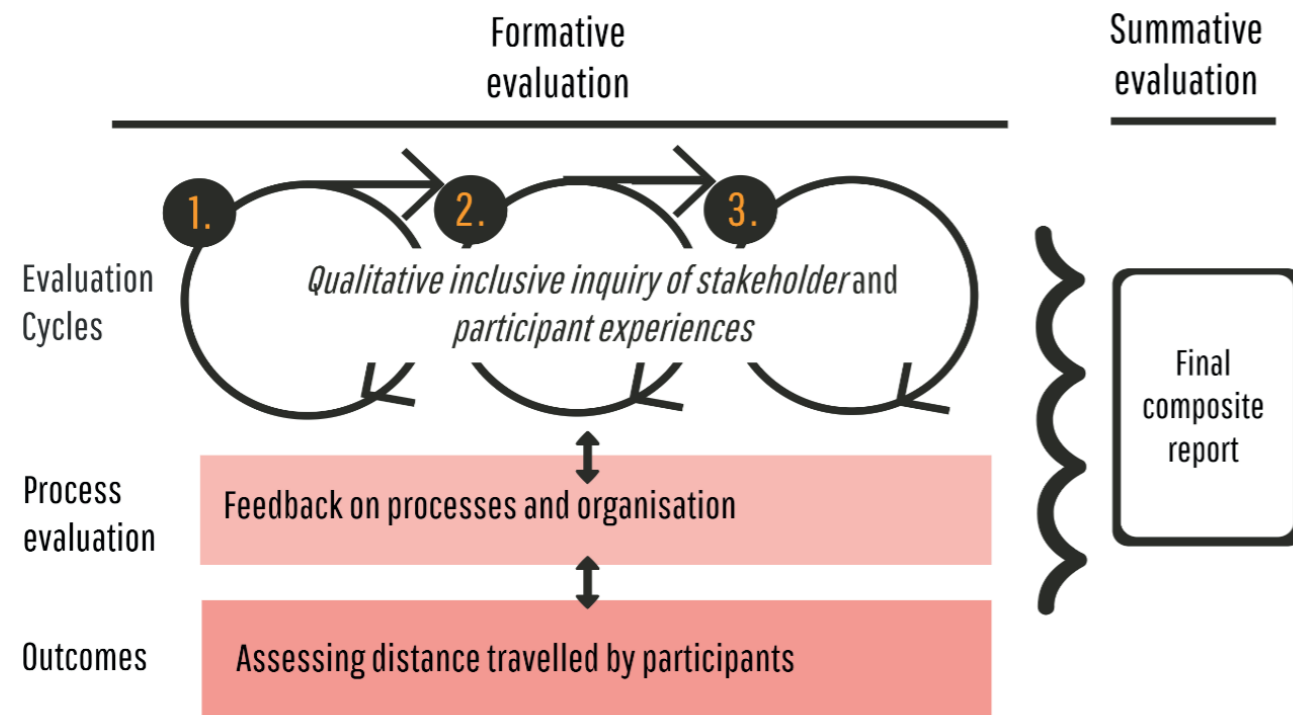 Formative
evaluation
Summative
evaluation
1.
2.
3.
Evaluation
Cycles
Qualitative inclusive inquiry of stakeholder and
participant experiences
Final
composite
report
Process
evaluation
Feedback on processes and organisation
Outcomes
Assessing distance travelled by participants